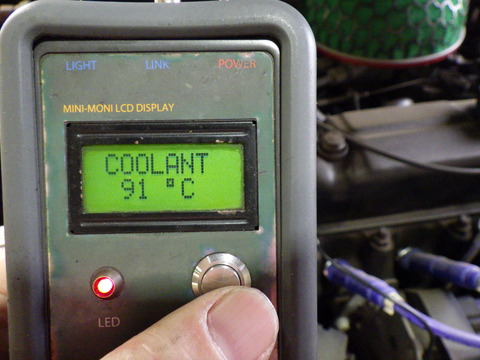 LIGHT LINK POWER
MINI-MONI LCD DISPLAY
COOLANT
91 °C
LED